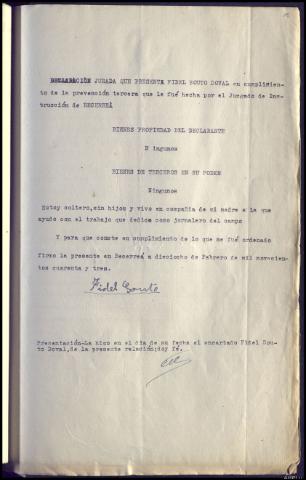 DECLARACIÓN JURADA QUE PRESENTA FIDEL SOUTO DOVAL en cumplimien-
to de la prevención tercera que le fué hecha por el Juzgado de Ins-
trucción de BECERREÁ
BIENES PROPIEDAD DEL DECLARANTE
N ingunos
BIENES DE TERCEROS EN SU PODER
Ningunos
Estoy soltero, sin hijos y vivo en compañia de mi madre a la que
ayudo con el trabajo que dedico como jornalero del campo
Y para que conste en cumplimiento de lo que se fué ordenado
firmo la presente en Becerreá a dieciocho de Febrero de mil novecien-
tos cuarenta y tres.
Fidel Souto
Presentación-La hizo en el día de su fecha el encartado Fidel Sou-
to Doval, de la presente relación; doy fé.